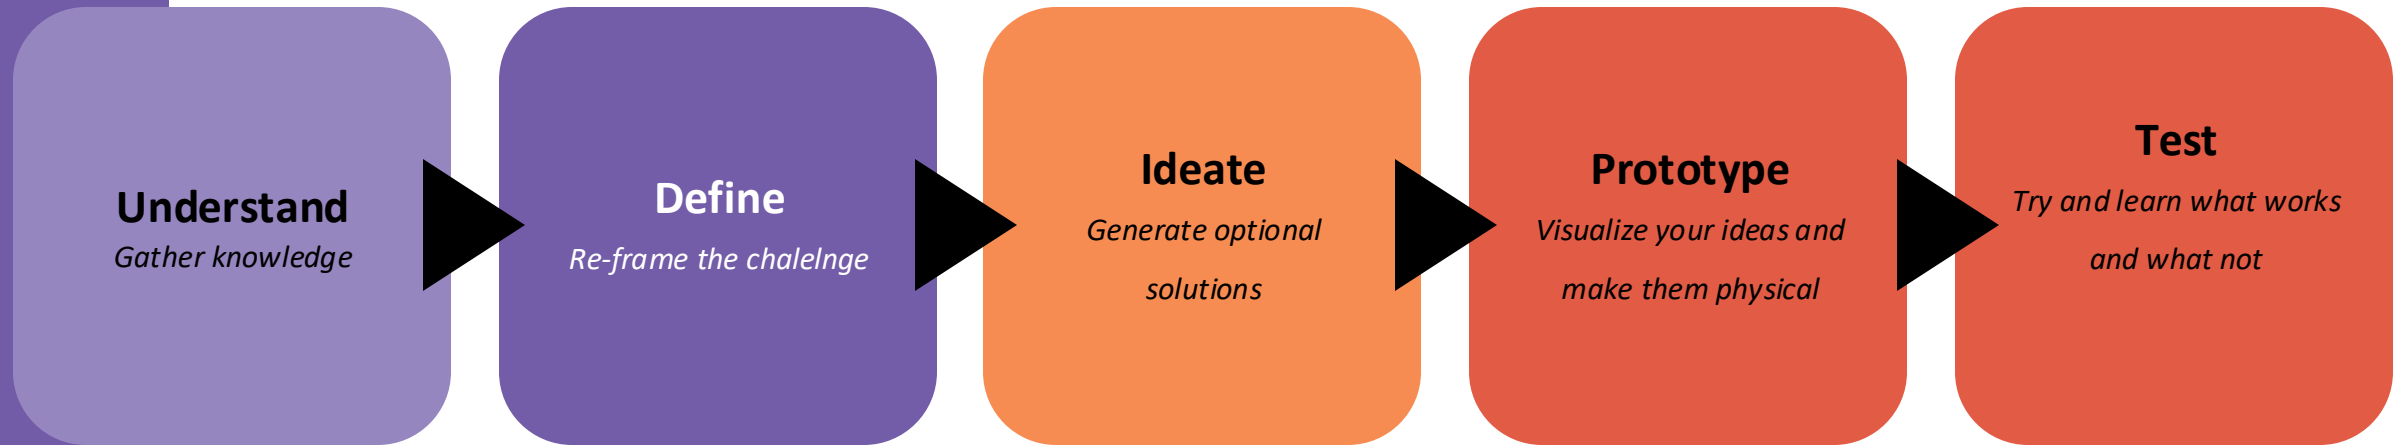 Understand
Gather knowledge
Define
Re-frame the chalelnge
Ideate
Generate optional
solutions
Prototype
Visualize your ideas and
make them physical
Test
Try and learn what works
and what not